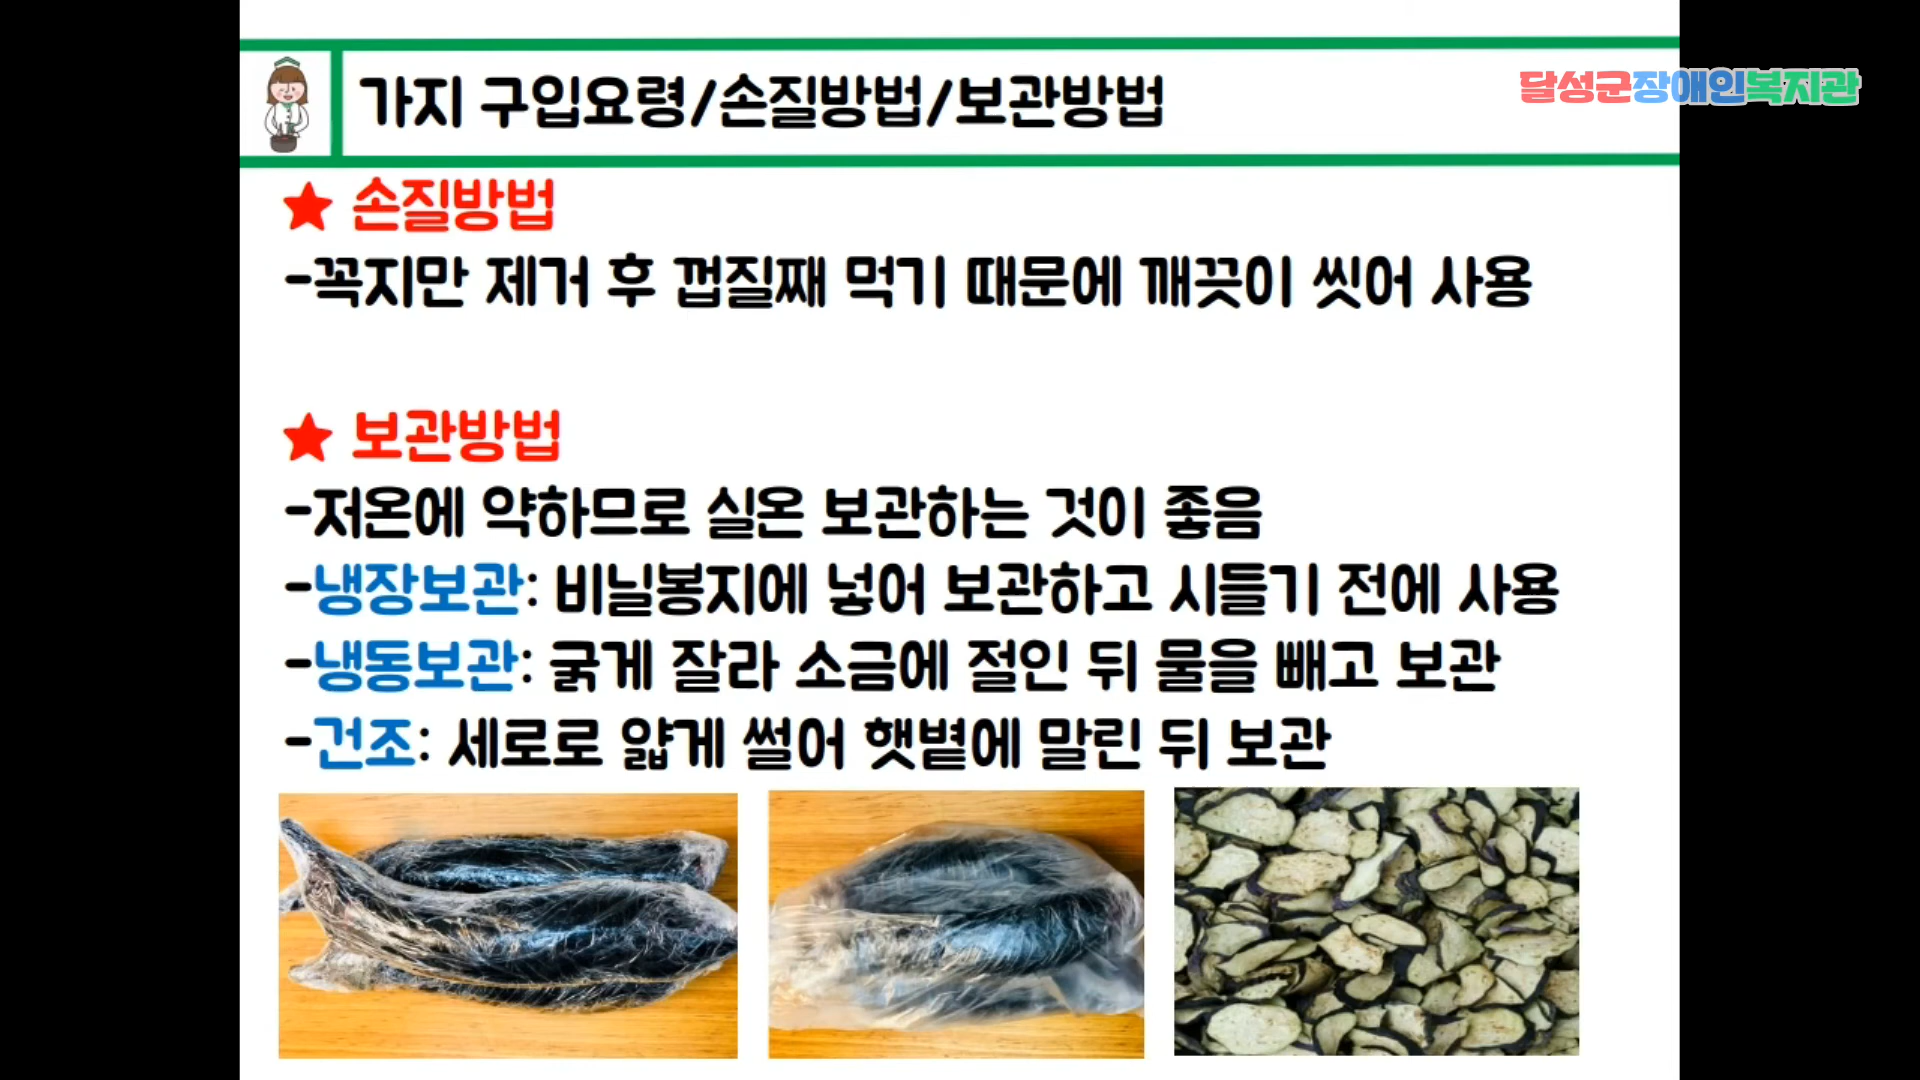 가지 구입요령/손질방법/보관방법
달성군장애인복지관
★ 손질방법
-꼭지만 제거 후 껍질째 먹기 때문에 깨끗이 씻어 사용
★ 보관방법
-저온에 약하므로 실온 보관하는 것이 좋음
-냉장보관: 비닐봉지에 넣어 보관하고 시들기 전에 사용
-냉동보관: 굵게 잘라 소금에 절인 뒤 물을 빼고 보관
-건조: 세로로 얇게 썰어 햇볕에 말린 뒤 보관